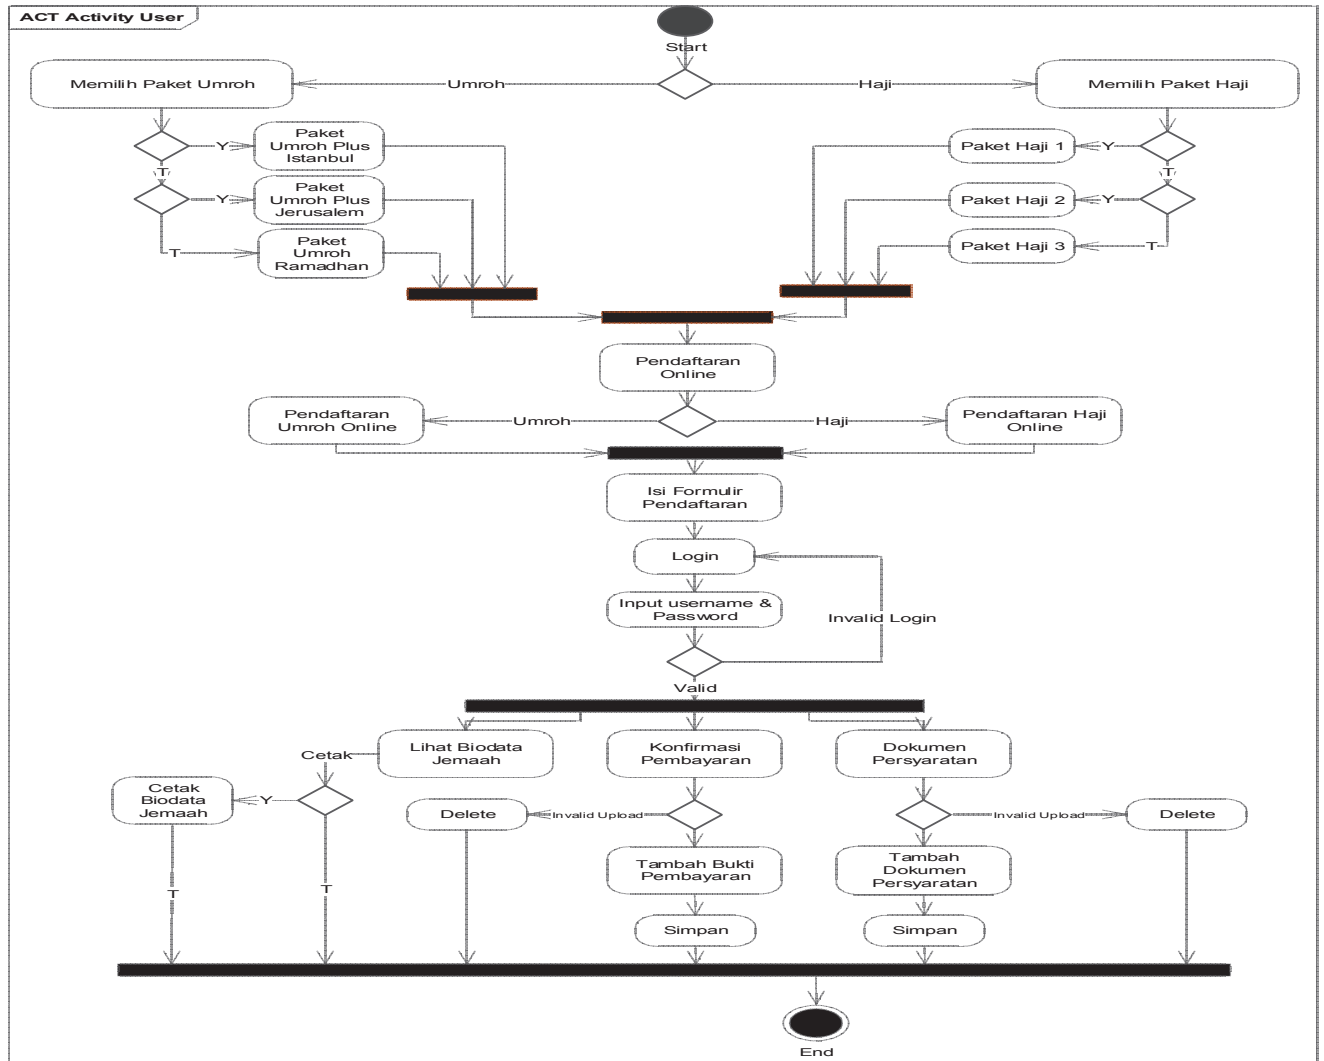 ACT Activity User
Start
Memilih Paket Umroh
Umroh
Haji
Memilih Paket Haji
Y
Paket
Umroh Plus
Istanbul
Paket Haji 1
Y
T
T
Y
Paket
Umroh Plus
Jerusalem
Paket Haji 2
Y
T
Paket
Umroh
Ramadhan
Paket Haji 3
T
Pendaftaran
Online
Pendaftaran
Umroh Online
Umroh
Haji
Pendaftaran Haji
Online
Isi Formulir
Pendaftaran
Login
Input username &
Password
Invalid Login
Valid
Cetak
Lihat Biodata
Jemaah
Konfirmasi
Pembayaran
Dokumen
Persyaratan
Cetak
Biodata
Jemaah
Y
Delete
Invalid Upload
Invalid Upload
Delete
T
T
Tambah Bukti
Pembayaran
Tambah
Dokumen
Persyaratan
Simpan
Simpan
End